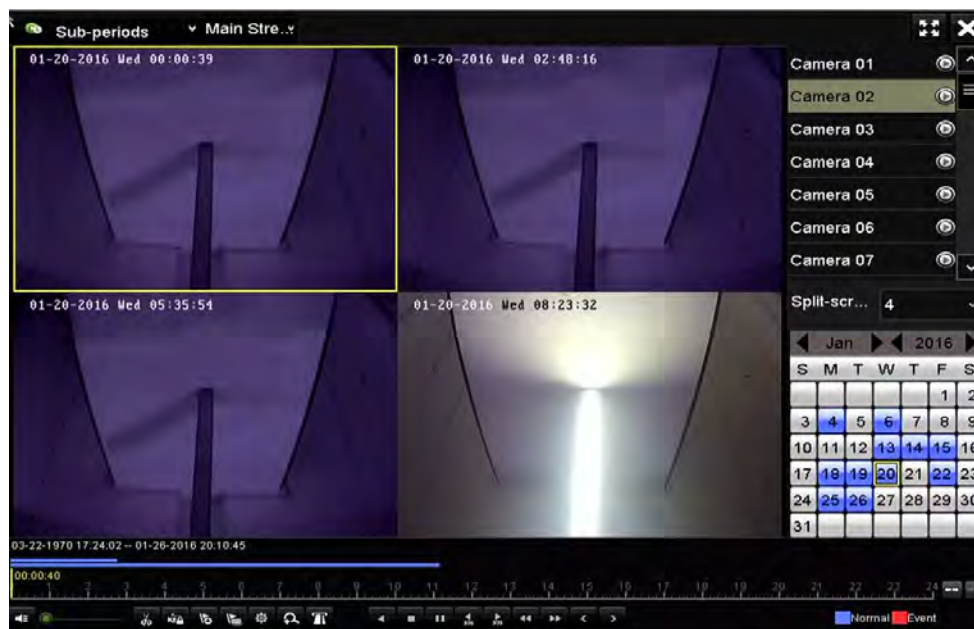 Sub-periods Main Stre..
01-20-2016 Wed 00:00:39
01-20-2016 Wed 02:48:16
01-20-2016 Wed 05:35:54
01-20-2016 Wed 08:23:32
Camera 01
Camera 02
Camera 03
Camera 04
Camera 05
Camera 06
Camera 07
Split-scr... 4
Jan 2016
S M T W T F S
1 2
3 4 5 6 7 8 9
10 11 12 13 14 15 16
17 18 19 20 21 22 23
24 25 26 27 28 29 30
31
03-22-1970 17:24:02 -- 01-26-2016 20:10:45
00:00:40
2 3 4 5 6 7 8 9 10 11 12 13 14 15 16 17 18 19 20 21 22 23 24
Normal Event